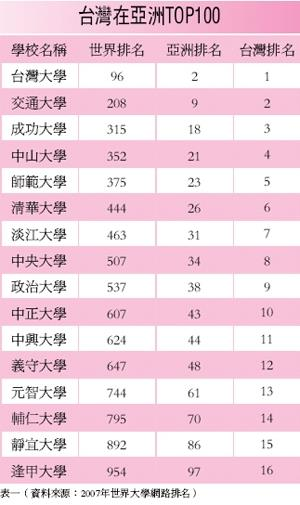 台灣在亞洲TOP100
學校名稱 世界排名 亞洲排名 台灣排名
台灣大學 96 2 1
交通大學 208 9 2
成功大學 315 18 3
中山大學 352 21 4
師範大學 375 23 5
清華大學 444 26 6
淡江大學 463 31 7
中央大學 507 34 8
政治大學 537 38 9
中正大學 607 43 10
中興大學 624 44 11
義守大學 647 48 12
元智大學 744 61 13
輔仁大學 795 70 14
靜宜大學 892 86 15
逢甲大學 954 97 16
表一（資料來源：2007年世界大學網路排名）